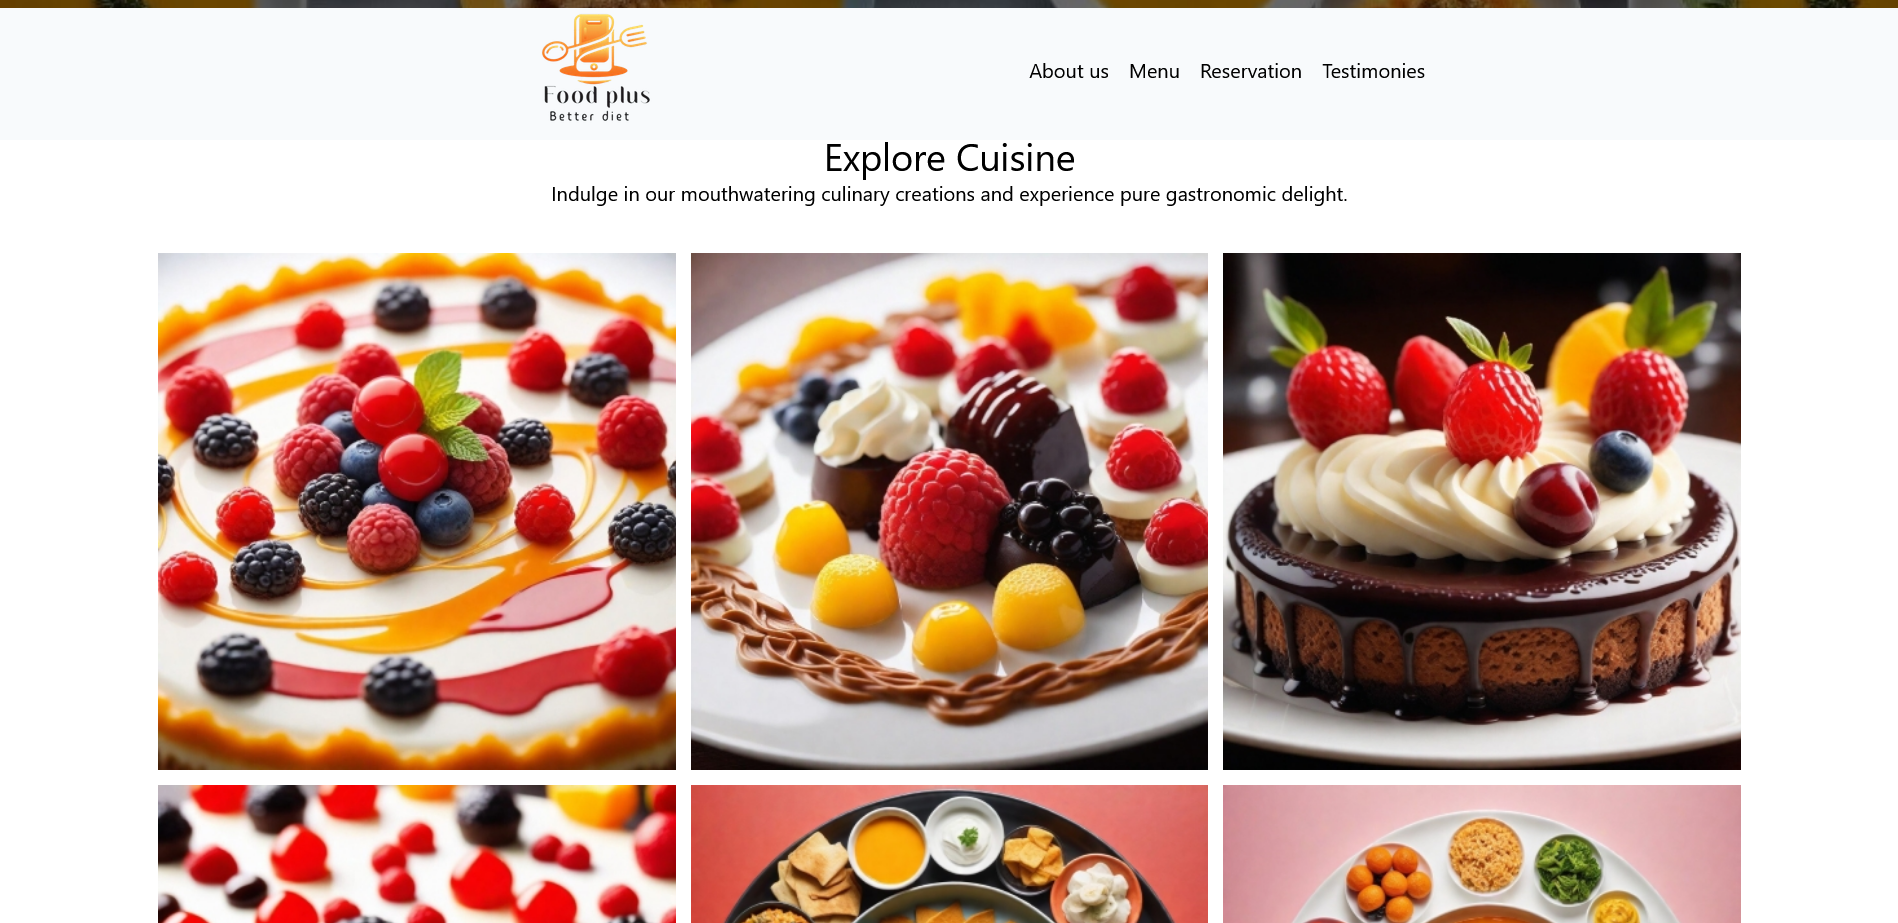 Food plus
Better diet
About us Menu Reservation Testimonies
Explore Cuisine
Indulge in our mouthwatering culinary creations and experience pure gastronomic delight.